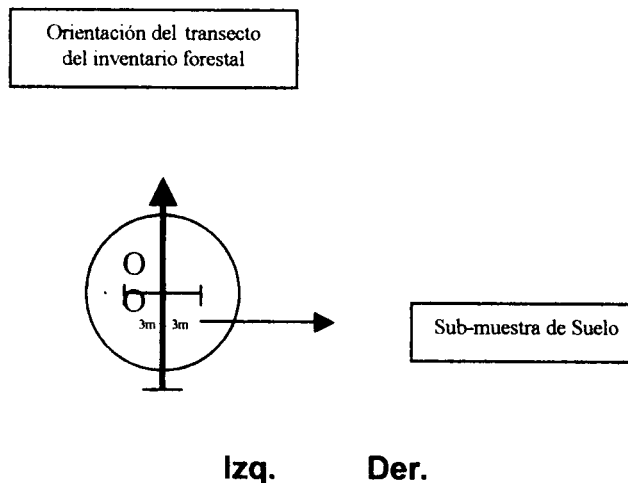 Orientación del transecto
del inventario forestal
O
O
3m 3m
Sub-muestra de Suelo
Izq. Der.